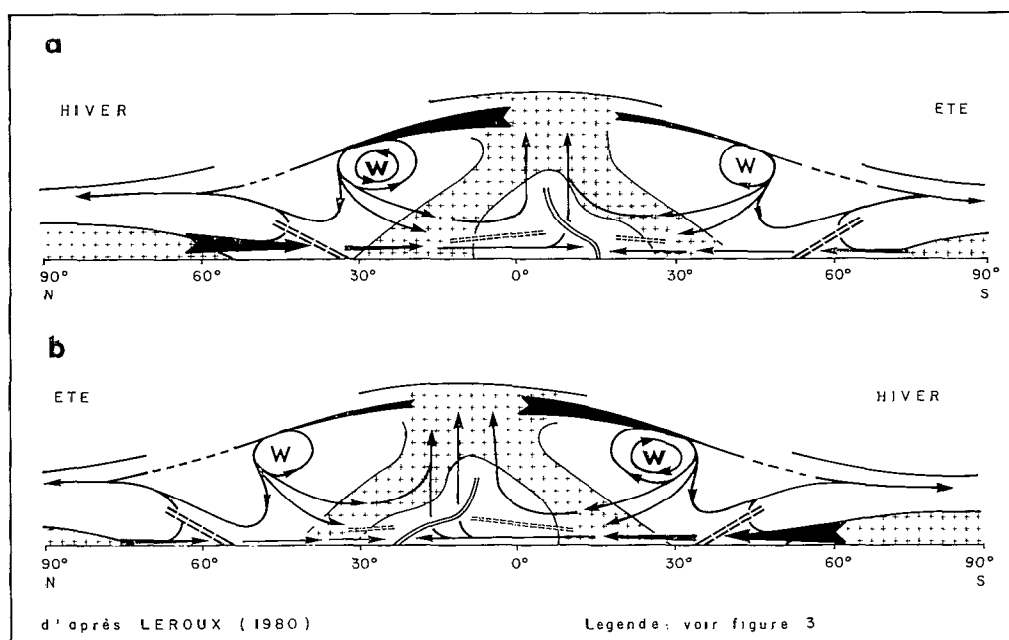 a
HIVER ETE
W W
90° 60° 30° 0° 30° 60° 90°
N S
b
ETE HIVER
W W
90° 60° 30° 0° 30° 60° 90°
N S
d'après LEROUX (1980) Legende: voir figure 3